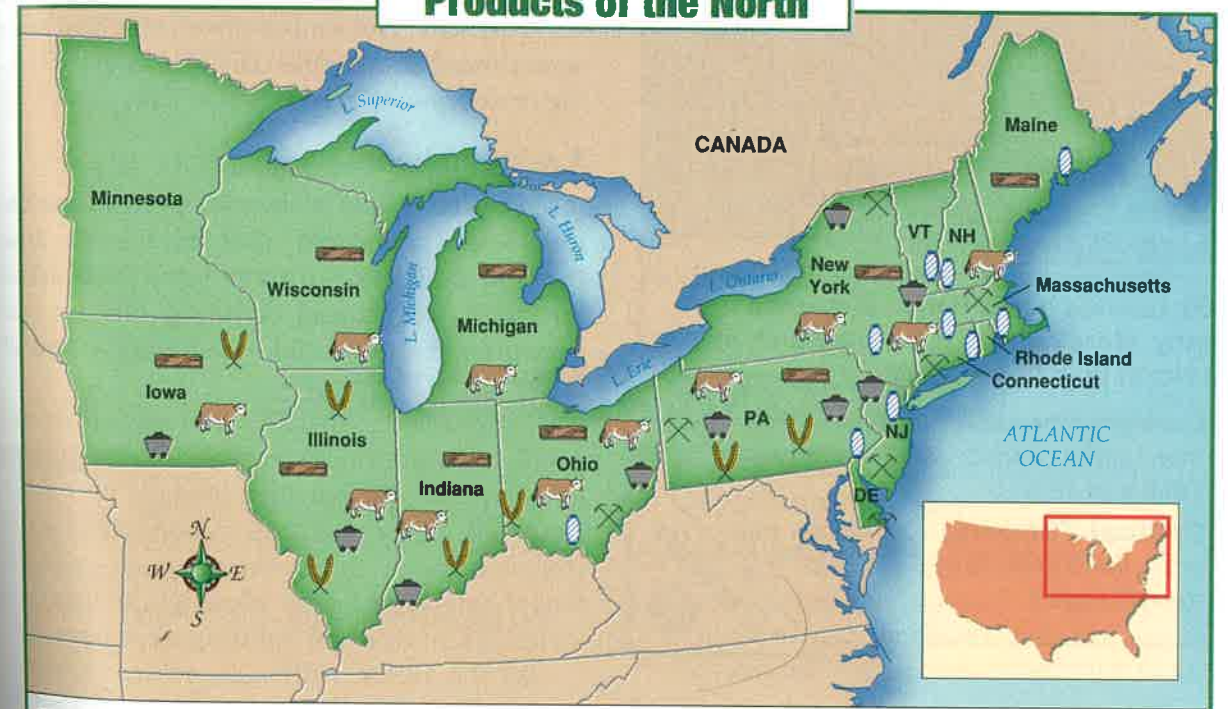 Products of the North
L. Superior
CANADA
Maine
Minnesota
VT
NH
L. Huron
L. Michigan
L. Ontario
New
York
Massachusetts
Wisconsin
Michigan
L. Erie
Rhode Island
Connecticut
Iowa
Illinois
PA
NJ
ATLANTIC
OCEAN
Ohio
Indiana
DE
N
W
E
S